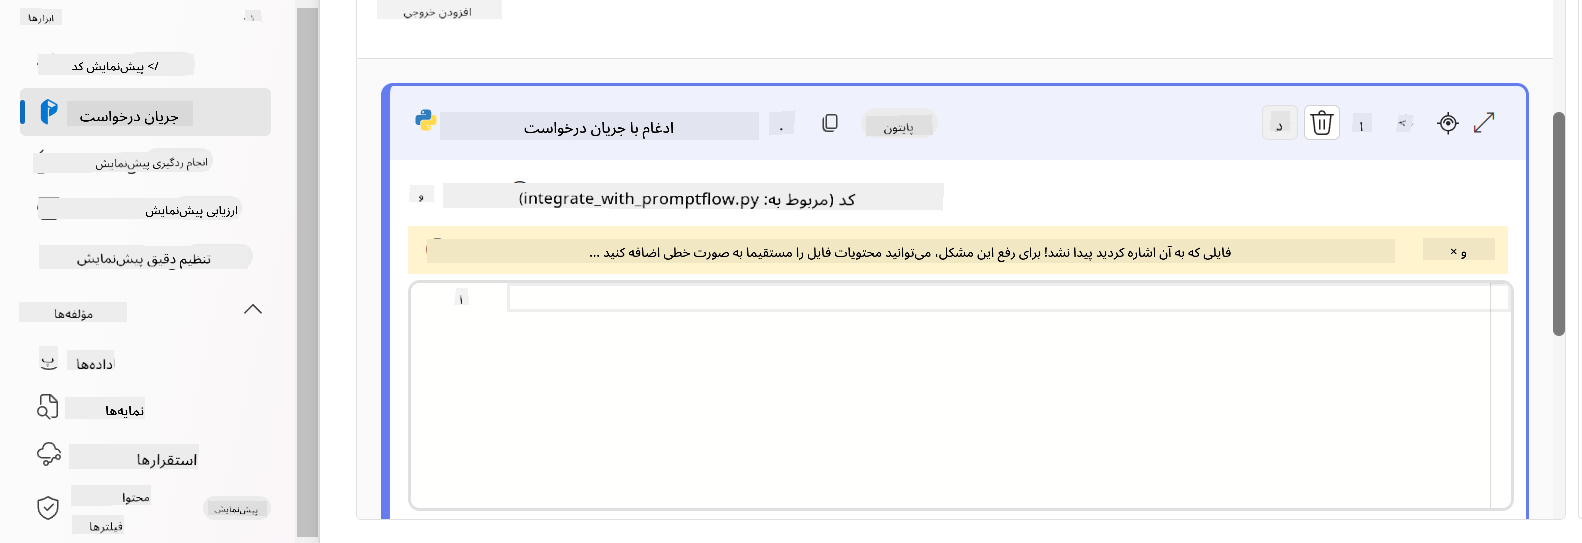 ابزارها
</> پیش‌نمایش کد
جریان درخواست
انجام ردگیری پیش‌نمایش
ارزیابی پیش‌نمایش
تنظیم دقیق پیش‌نمایش
مؤلفه‌ها
داده‌ها
نمایه‌ها
استقرارها
محتوا
فیلترها
پیش‌نمایش
افزودن خروجی
ادغام با جریان درخواست
پایتون
د
۱
و
کد (مربوط به: integrate_with_promptflow.py)
فایلی که به آن اشاره کردید پیدا نشد! برای رفع این مشکل، می‌توانید محتویات فایل را مستقیما به صورت خطی اضافه کنید ...
و ×
۱